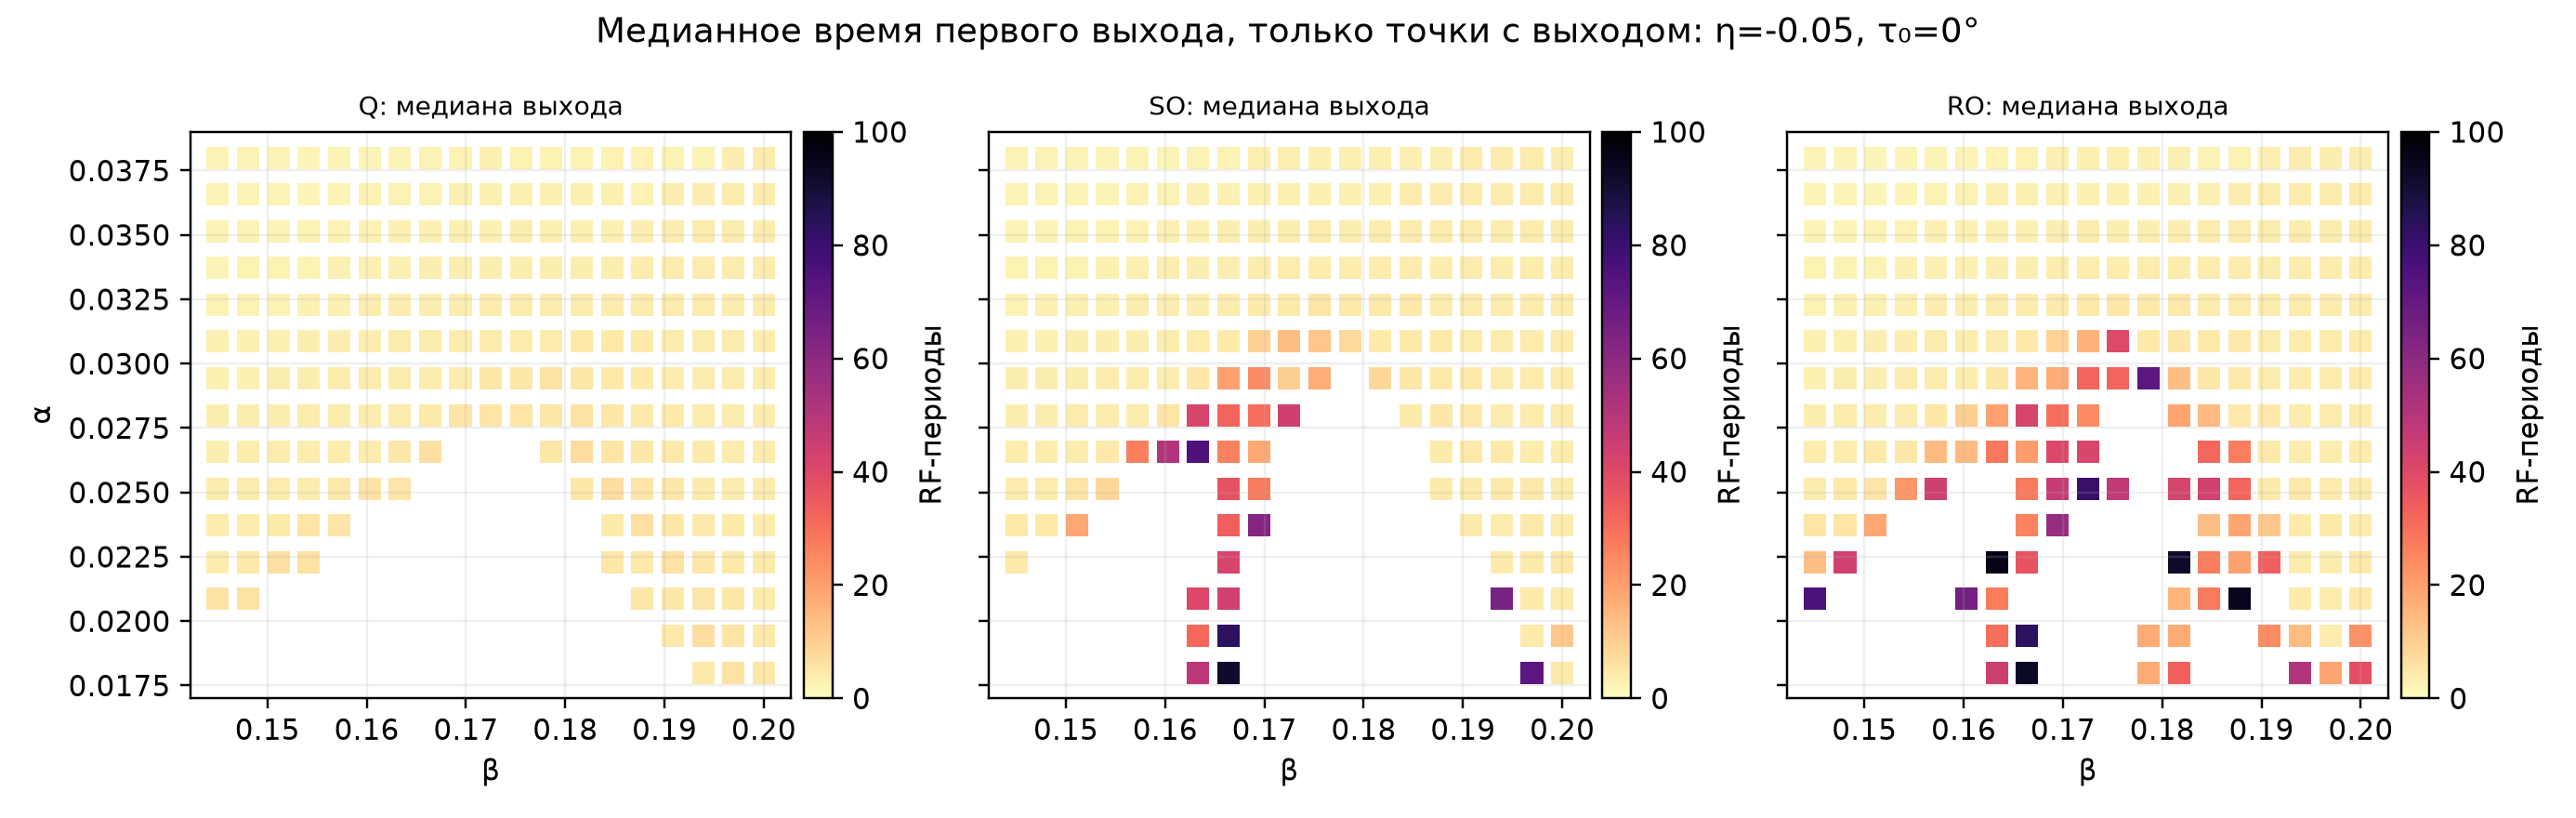 Медианное время первого выхода, только точки с выходом: η=-0.05, τ₀=0°
Q: медиана выхода
SO: медиана выхода
RO: медиана выхода
α
0.0375
0.0350
0.0325
0.0300
0.0275
0.0250
0.0225
0.0200
0.0175
0.15 0.16 0.17 0.18 0.19 0.20
β
100
80
60
40
20
0
RF-периоды
0.15 0.16 0.17 0.18 0.19 0.20
β
100
80
60
40
20
0
RF-периоды
0.15 0.16 0.17 0.18 0.19 0.20
β
100
80
60
40
20
0
RF-периоды